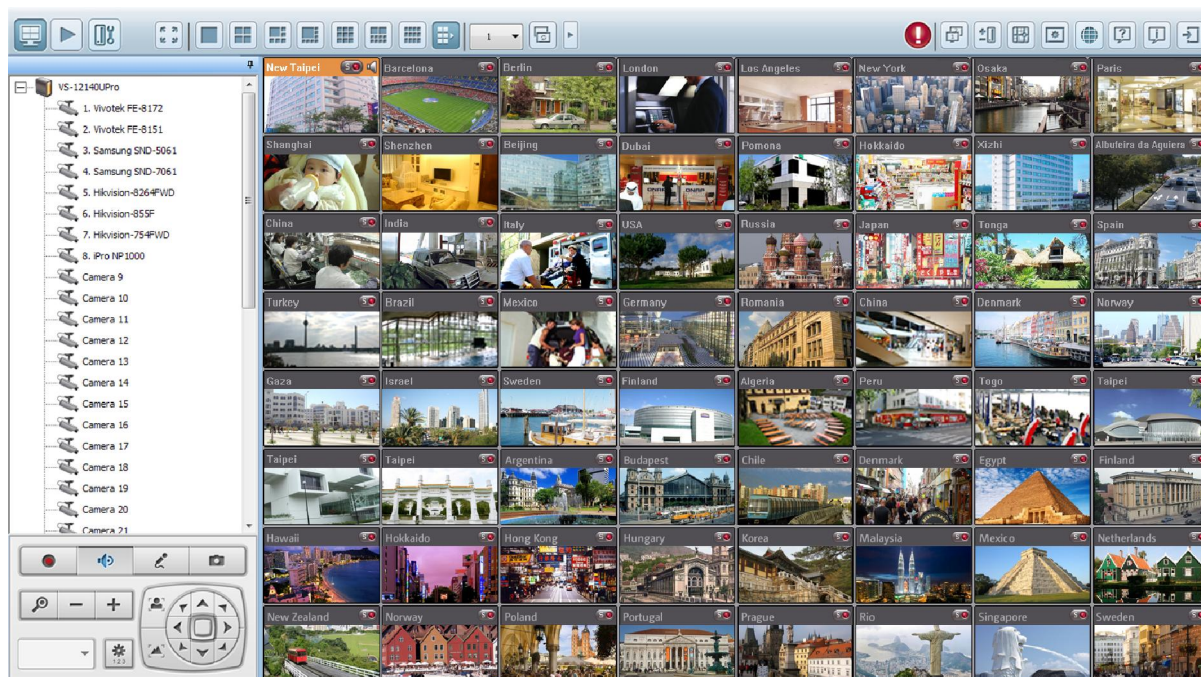 1
VS-12140UPro
1. Vivotek FE-8172
2. Vivotek FE-8151
3. Samsung SND-5061
4. Samsung SND-7061
5. Hikvision-8264FWD
6. Hikvision-855F
7. Hikvision-754FWD
8. iPro NP1000
Camera 9
Camera 10
Camera 11
Camera 12
Camera 13
Camera 14
Camera 15
Camera 16
Camera 17
Camera 18
Camera 19
Camera 20
Camera 21
123
New Taipei
Barcelona
Berlin
London
Los Angeles
New York
Osaka
Paris
Shanghai
Shenzhen
Beijing
Dubai
Pomona
Hokkaido
Xizhi
Albufeira da Aguiera
China
India
Italy
USA
Russia
Japan
Tonga
Spain
Turkey
Brazil
Mexico
Germany
Romania
China
Denmark
Norway
Gaza
Israel
Sweden
Finland
Algeria
Peru
Togo
Taipei
Taipei
Taipei
Argentina
Budapest
Chile
Denmark
Egypt
Finland
Hawaii
Hokkaido
Hong Kong
Hungary
Korea
Malaysia
Mexico
Netherlands
New Zealand
Norway
Poland
Portugal
Prague
Rio
Singapore
Sweden